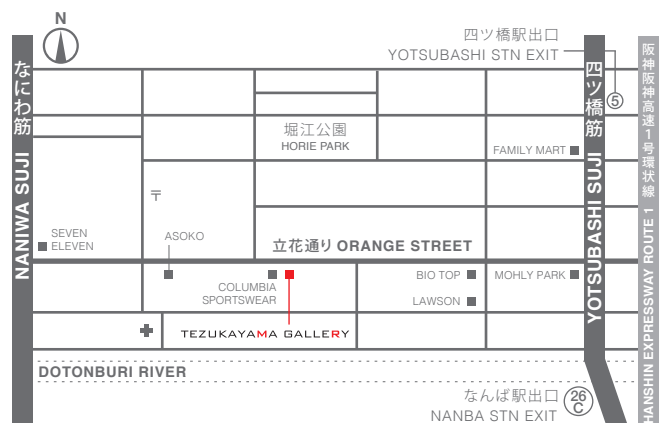 N
四ツ橋駅出口
YOTSUBASHI STN EXIT
5
なにわ筋 NANIWA SUJI
四ツ橋筋 YOTSUBASHI SUJI
阪神阪神高速1号環状線 HANSHIN EXPRESSWAY ROUTE 1
堀江公園
HORIE PARK
FAMILY MART
〒
SEVEN
ELEVEN
ASOKO
立花通り ORANGE STREET
COLUMBIA
SPORTSWEAR
BIO TOP
MOHLY PARK
LAWSON
TEZUKAYAMA GALLERY
DOTONBURI RIVER
なんば駅出口
NANBA STN EXIT
26
C